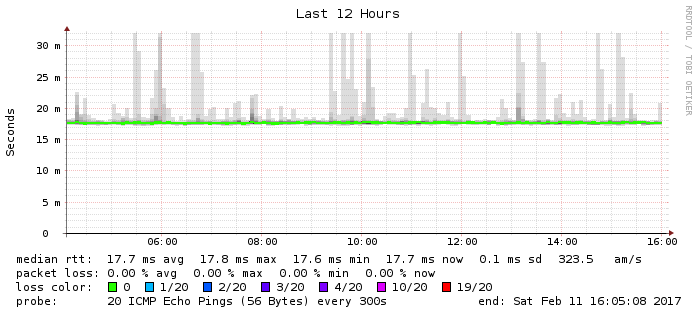 Last 12 Hours
RRDTOOL / TOBI OETIKER
Seconds
30 m
25 m
20 m
15 m
10 m
5 m
0
06:00 08:00 10:00 12:00 14:00 16:00
median rtt: 17.7 ms avg 17.8 ms max 17.6 ms min 17.7 ms now 0.1 ms sd 323.5 am/s
packet loss: 0.00 % avg 0.00 % max 0.00 % min 0.00 % now
loss color: 0 1/20 2/20 3/20 4/20 10/20 19/20
probe: 20 ICMP Echo Pings (56 Bytes) every 300s end: Sat Feb 11 16:05:08 2017